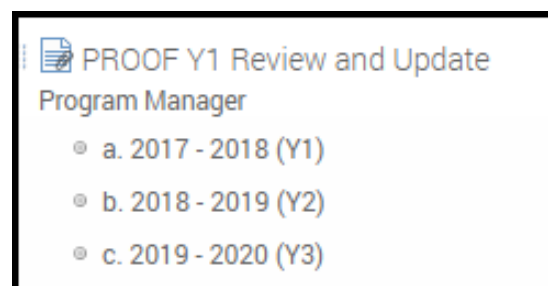 PROOF Y1 Review and Update
Program Manager
a. 2017 - 2018 (Y1)
b. 2018 - 2019 (Y2)
c. 2019 - 2020 (Y3)